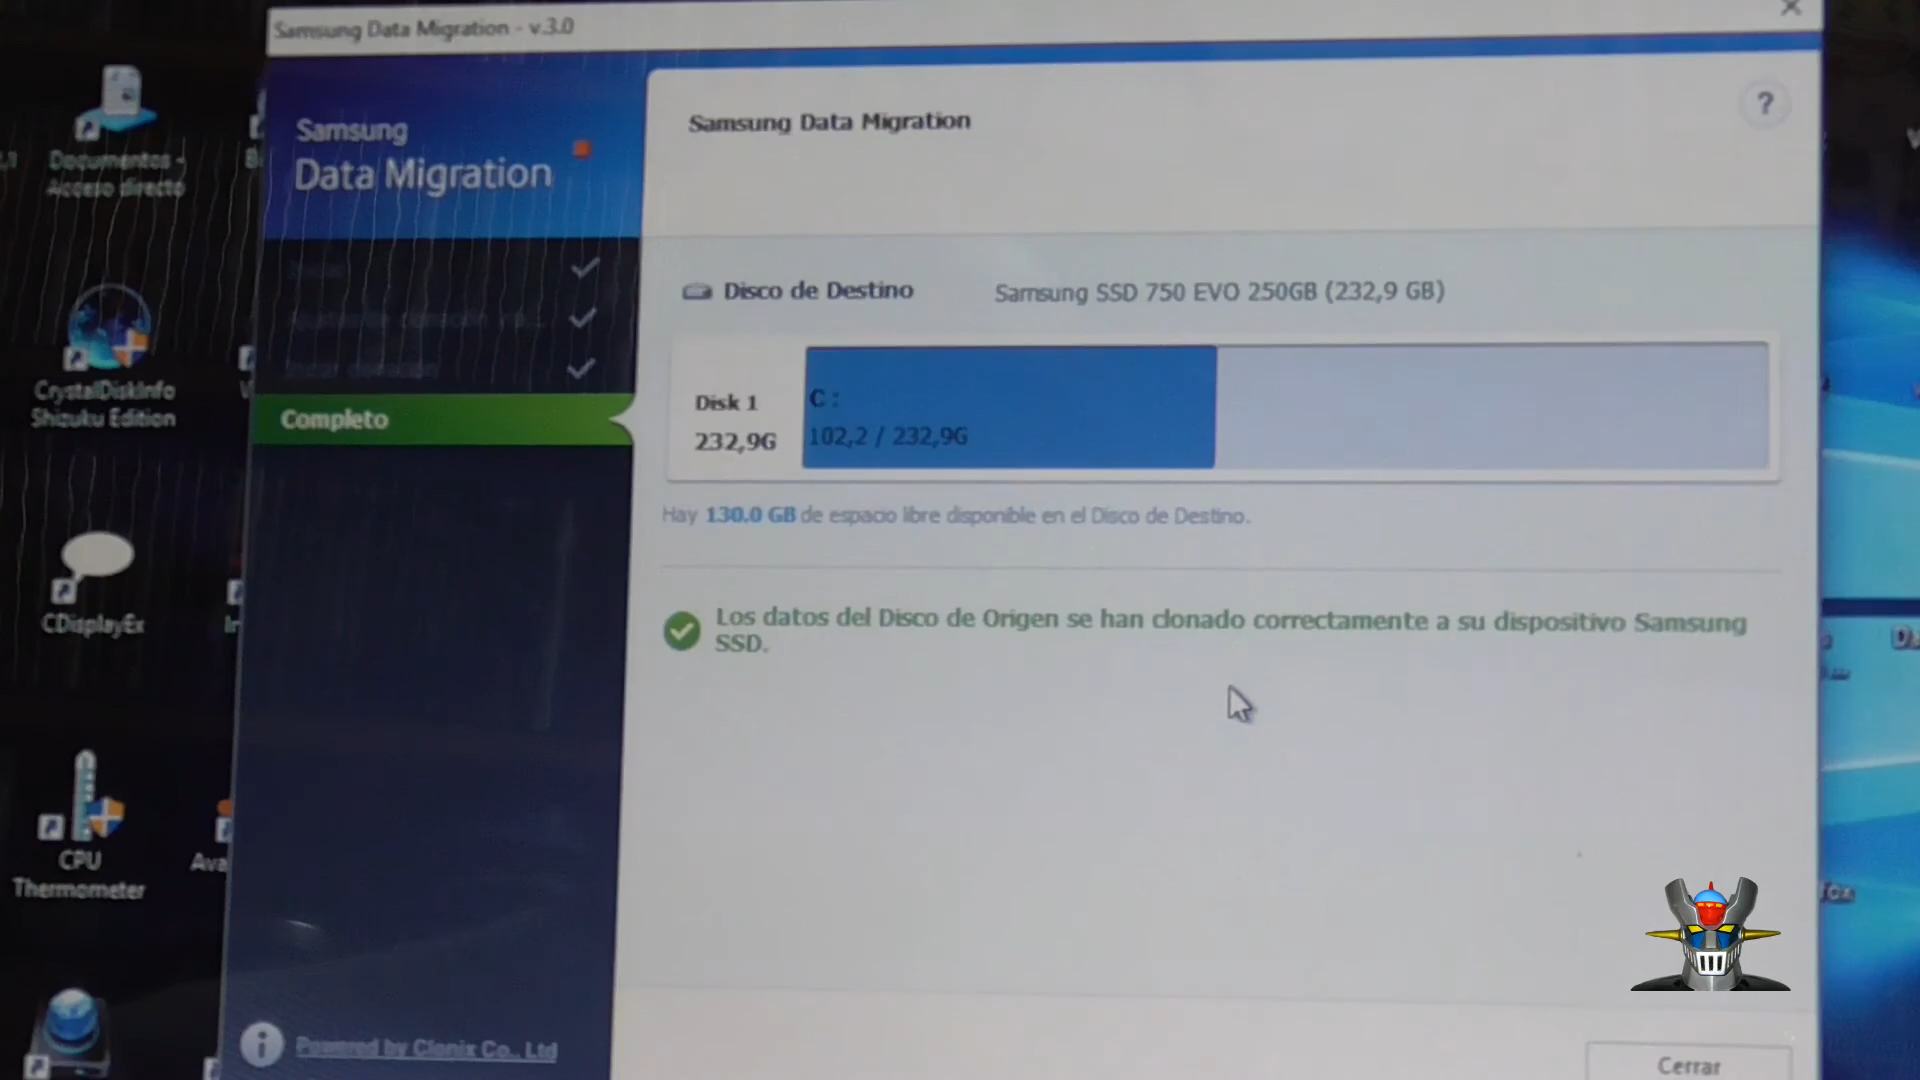 Samsung Data Migration - v.3.0
Samsung
Data Migration
Completo
Powered by Clonix Co., Ltd
Samsung Data Migration
?
Disco de Destino
Samsung SSD 750 EVO 250GB (232,9 GB)
Disk 1
232,9G
C :
102,2 / 232,9G
Hay 130.0 GB de espacio libre disponible en el Disco de Destino.
Los datos del Disco de Origen se han clonado correctamente a su dispositivo Samsung
SSD.
Cerrar
Documentos -
Acceso directo
CrystalDiskInfo
Shizuku Edition
CDisplayEx
CPU
Thermometer